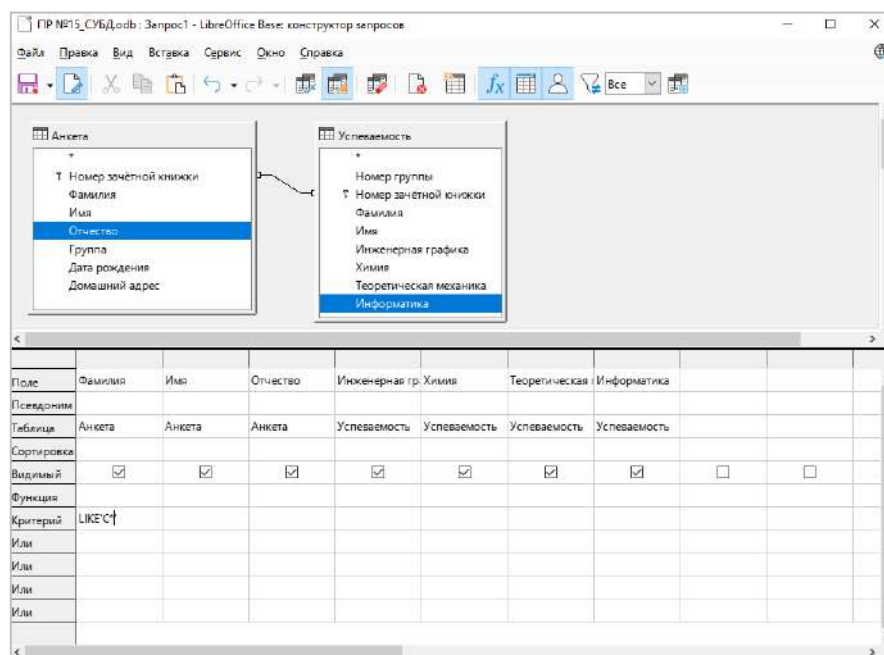 ПР №15_СУБД.odb : Запрос1 - LibreOffice Base: конструктор запросов
Файл Правка Вид Вставка Сервис Окно Справка
Все
Анкета
*
Номер зачётной книжки
Фамилия
Имя
Отчество
Группа
Дата рождения
Домашний адрес
Успеваемость
*
Номер группы
Номер зачётной книжки
Фамилия
Имя
Инженерная графика
Химия
Теоретическая механика
Информатика
Поле Фамилия Имя Отчество Инженерная гр Химия Теоретическая Информатика
Псевдоним
Таблица Анкета Анкета Анкета Успеваемость Успеваемость Успеваемость Успеваемость
Сортировка
Видимый
Функция
Критерий LIKE'С*'
Или
Или
Или
Или